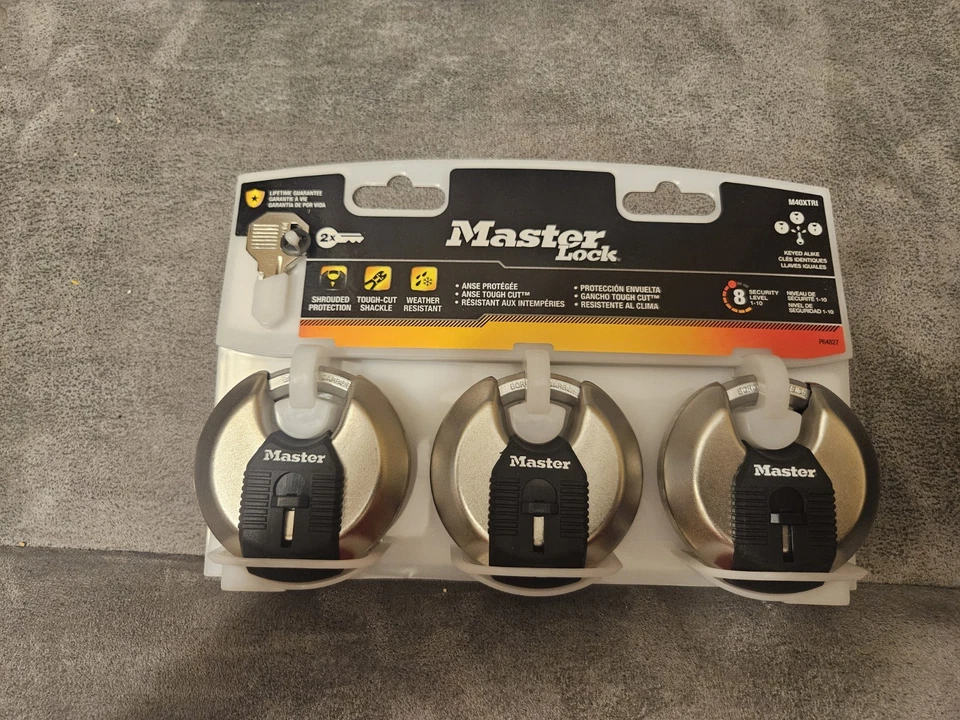 LIFETIME GUARANTEE
GARANTIE À VIE
GARANTÍA DE POR VIDA
2x
Master
Lock
M40XTRI
KEYED ALIKE
CLÉS IDENTIQUES
LLAVES IGUALES
SHROUDED
PROTECTION
TOUGH-CUT
SHACKLE
WEATHER
RESISTANT
• ANSE PROTÉGÉE
• ANSE TOUGH CUT™
• RÉSISTANT AUX INTEMPÉRIES
• PROTECCIÓN ENVUELTA
• GANCHO TOUGH CUT™
• RESISTENTE AL CLIMA
8
SECURITY
LEVEL
1-10
NIVEAU DE
SÉCURITÉ 1-10
NIVEL DE
SEGURIDAD 1-10
P64827
Master
Master
Master